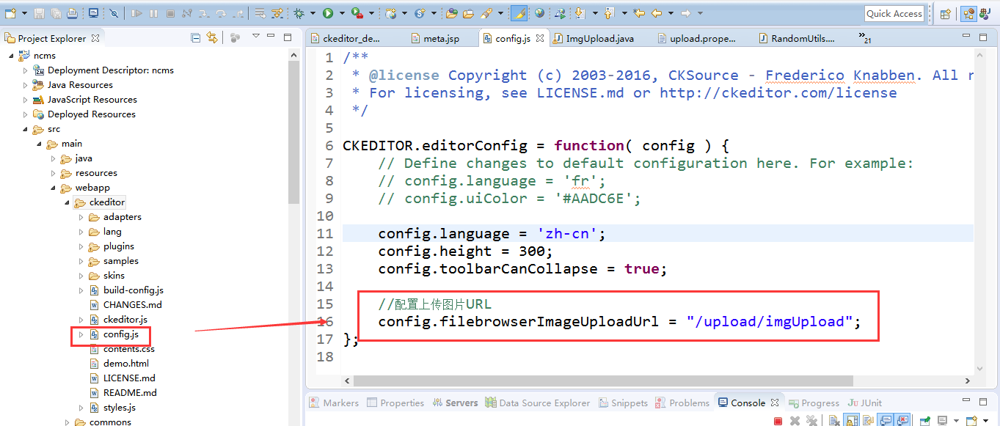 Quick Access
Project Explorer
ncms
Deployment Descriptor: ncms
Java Resources
JavaScript Resources
Deployed Resources
src
main
java
resources
webapp
ckeditor
adapters
lang
plugins
samples
skins
build-config.js
CHANGES.md
ckeditor.js
config.js
contents.css
demo.html
LICENSE.md
README.md
styles.js
commons
ckeditor_de... meta.jsp config.js ImgUpload.java upload.prope... RandomUtils.... »21
1 /**
2 * @license Copyright (c) 2003-2016, CKSource - Frederico Knabben. All r
3 * For licensing, see LICENSE.md or http://ckeditor.com/license
4 */
5
6 CKEDITOR.editorConfig = function( config ) {
7 // Define changes to default configuration here. For example:
8 // config.language = 'fr';
9 // config.uiColor = '#AADC6E';
10
11 config.language = 'zh-cn';
12 config.height = 300;
13 config.toolbarCanCollapse = true;
14
15 //配置上传图片URL
16 config.filebrowserImageUploadUrl = "/upload/imgUpload";
17 };
18
Markers Properties Servers Data Source Explorer Snippets Problems Console Progress JUnit